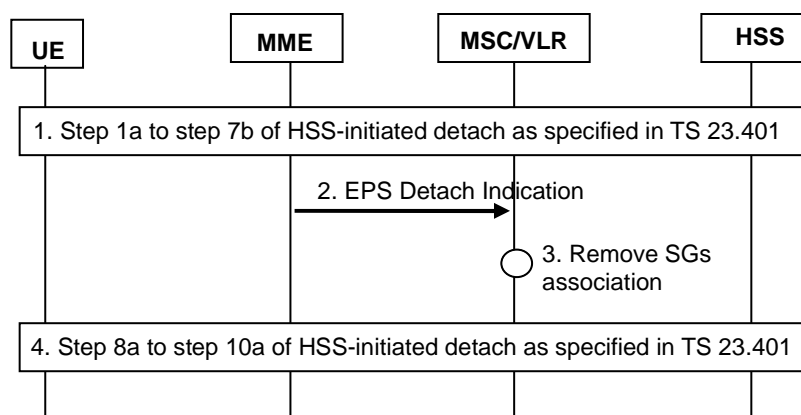 UE
MME
MSC/VLR
HSS
1. Step 1a to step 7b of HSS-initiated detach as specified in TS 23.401
2. EPS Detach Indication
3. Remove SGs
association
4. Step 8a to step 10a of HSS-initiated detach as specified in TS 23.401